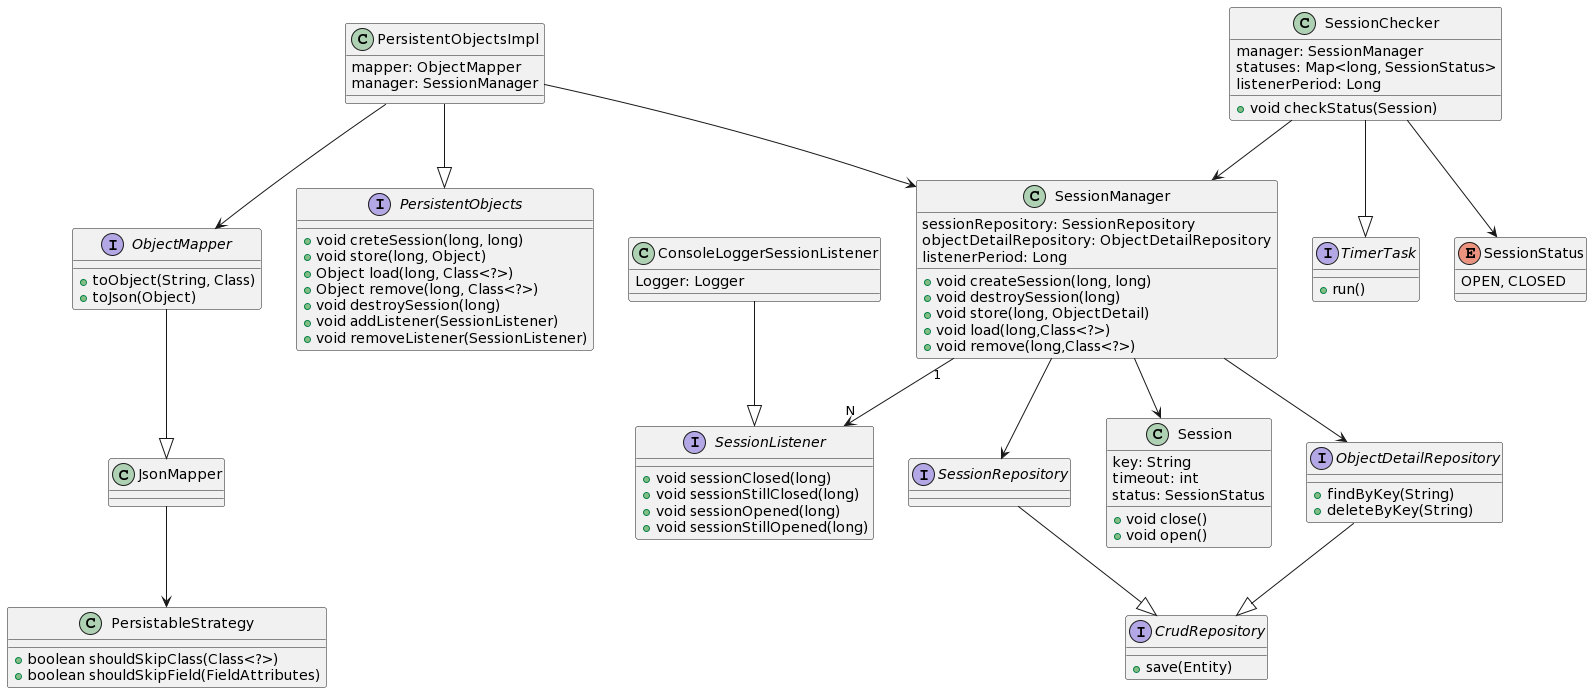 C PersistentObjectsImpl
mapper: ObjectMapper
manager: SessionManager
C SessionChecker
manager: SessionManager
statuses: Map<long, SessionStatus>
listenerPeriod: Long
void checkStatus(Session)
I ObjectMapper
toObject(String, Class)
toJson(Object)
I PersistentObjects
void creteSession(long, long)
void store(long, Object)
Object load(long, Class<?>)
Object remove(long, Class<?>)
void destroySession(long)
void addListener(SessionListener)
void removeListener(SessionListener)
C ConsoleLoggerSessionListener
Logger: Logger
C SessionManager
sessionRepository: SessionRepository
objectDetailRepository: ObjectDetailRepository
listenerPeriod: Long
void createSession(long, long)
void destroySession(long)
void store(long, ObjectDetail)
void load(long,Class<?>)
void remove(long,Class<?>)
I TimerTask
run()
E SessionStatus
OPEN, CLOSED
1
N
C JsonMapper
I SessionListener
void sessionClosed(long)
void sessionStillClosed(long)
void sessionOpened(long)
void sessionStillOpened(long)
I SessionRepository
C Session
key: String
timeout: int
status: SessionStatus
void close()
void open()
I ObjectDetailRepository
findByKey(String)
deleteByKey(String)
C PersistableStrategy
boolean shouldSkipClass(Class<?>)
boolean shouldSkipField(FieldAttributes)
I CrudRepository
save(Entity)